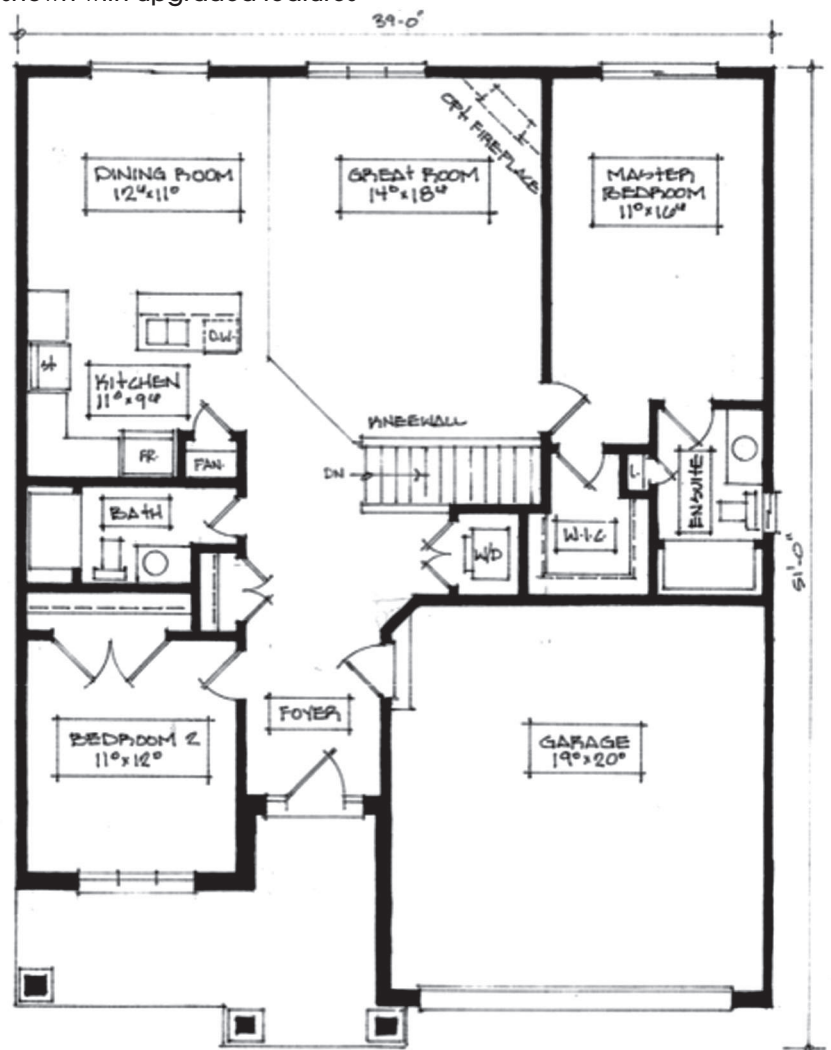 39'-0"
DINING ROOM
12⁴x11⁰
GREAT ROOM
14⁰x18⁴
OPT. FIREPLACE
MASTER
BEDROOM
11⁰x16⁴
D.W.
ST
KITCHEN
11⁰x9⁴
FR.
PAN.
KNEEWALL
DN
BATH
W/D
W.I.C.
L.
ENSUITE
51'-0"
FOYER
BEDROOM 2
11⁰x12⁰
GARAGE
19⁰x20⁰